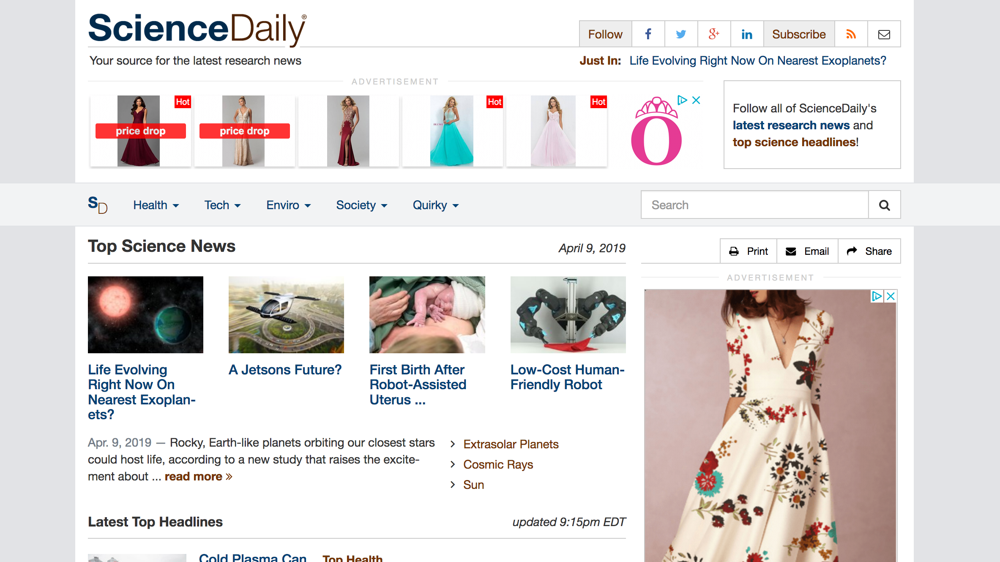 ScienceDaily®
Your source for the latest research news
Follow
Subscribe
Just In: Life Evolving Right Now On Nearest Exoplanets?
ADVERTISEMENT
Hot
price drop
price drop
BLUSH
Hot
Hot
O
Follow all of ScienceDaily's
latest research news and
top science headlines!
SD
Health
Tech
Enviro
Society
Quirky
Search
Top Science News
April 9, 2019
Print
Email
Share
ADVERTISEMENT
Life Evolving
Right Now On
Nearest Exoplan-
ets?
A Jetsons Future?
First Birth After
Robot-Assisted
Uterus ...
Low-Cost Human-
Friendly Robot
Apr. 9, 2019 — Rocky, Earth-like planets orbiting our closest stars
could host life, according to a new study that raises the excite-
ment about ... read more »
Extrasolar Planets
Cosmic Rays
Sun
Latest Top Headlines
updated 9:15pm EDT
Cold Plasma Can
Top Health